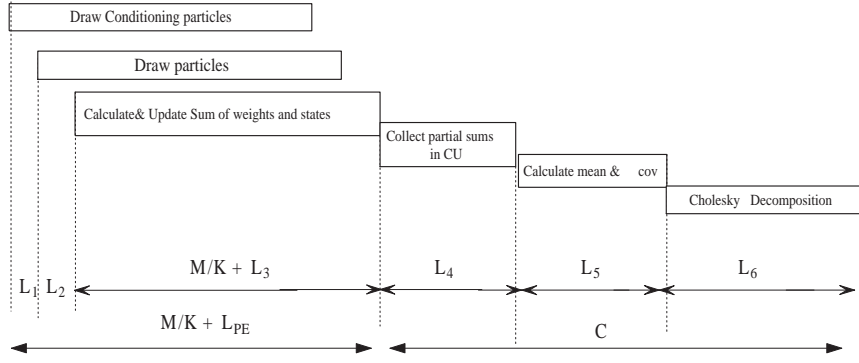 Draw Conditioning particles
Draw particles
Calculate& Update Sum of weights and states
Collect partial sums
in CU
Calculate mean & cov
Cholesky Decomposition
L1 L2 M/K + L3 L4 L5 L6
M/K + LPE C